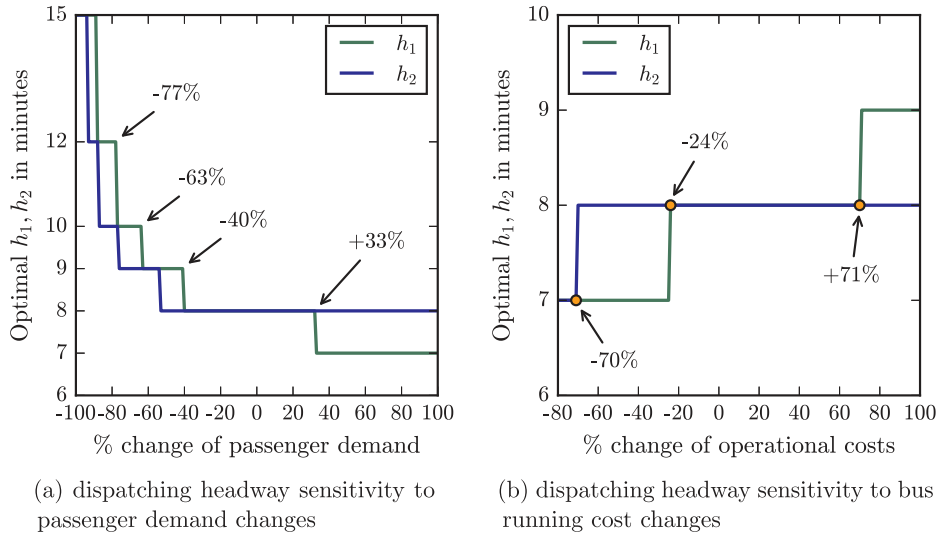 15
12
10
9
8
7
6
-100 -80 -60 -40 -20 0 20 40 60 80 100
Optimal h₁, h₂ in minutes
% change of passenger demand
h₁
h₂
-77%
-63%
-40%
+33%
(a) dispatching headway sensitivity to
passenger demand changes
10
9
8
7
6
-80 -60 -40 -20 0 20 40 60 80 100
Optimal h₁, h₂ in minutes
% change of operational costs
h₁
h₂
-24%
+71%
-70%
(b) dispatching headway sensitivity to bus
running cost changes